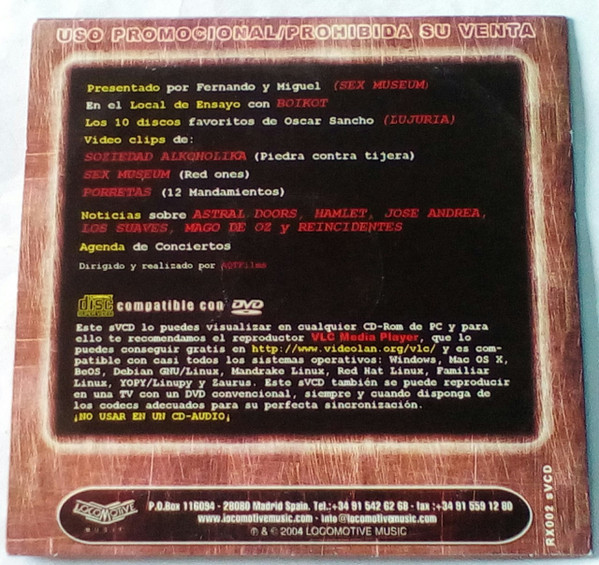 USO PROMOCIONAL/PROHIBIDA SU VENTA
Presentado por Fernando y Miguel (SEX MUSEUM)
En el Local de Ensayo con BOIKOT
Los 10 discos favoritos de Oscar Sancho (LUJURIA)
Video clips de:
SOZIEDAD ALKOHOLIKA (Piedra contra tijera)
SEX MUSEUM (Red ones)
PORRETAS (12 Mandamientos)
Noticias sobre ASTRAL DOORS, HAMLET, JOSE ANDREA,
LOS SUAVES, MAGO DE OZ y REINCIDENTES
Agenda de Conciertos
Dirigido y realizado por
disc SUPER VIDEO compatible con DVD
Este sVCD lo puedes visualizar en cualquier CD-Rom de PC y para
ello te recomendamos el reproductor VLC Media Player, que lo
puedes conseguir gratis en http://www.videolan.org/vlc/ y es com-
patible con casi todos los sistemas operativos: Windows, Mac OS X,
BeOS, Debian GNU/Linux, Mandrake Linux, Red Hat Linux, Familiar
Linux, YOPY/Linupy y Zaurus. Este sVCD también se puede reproducir
en una TV con un DVD convencional, siempre y cuando disponga de
los codecs adecuados para su perfecta sincronización.
¡NO USAR EN UN CD-AUDIO¡
LOCOMOTIVE
MUSIC
P.O.Box 116094 - 28080 Madrid Spain. Tel.:+34 91 542 62 68 - fax :+34 91 559 12 80
www.locomotivemusic.com - info@locomotivemusic.com
℗ & © 2004 LOCOMOTIVE MUSIC
RX002 sVCD